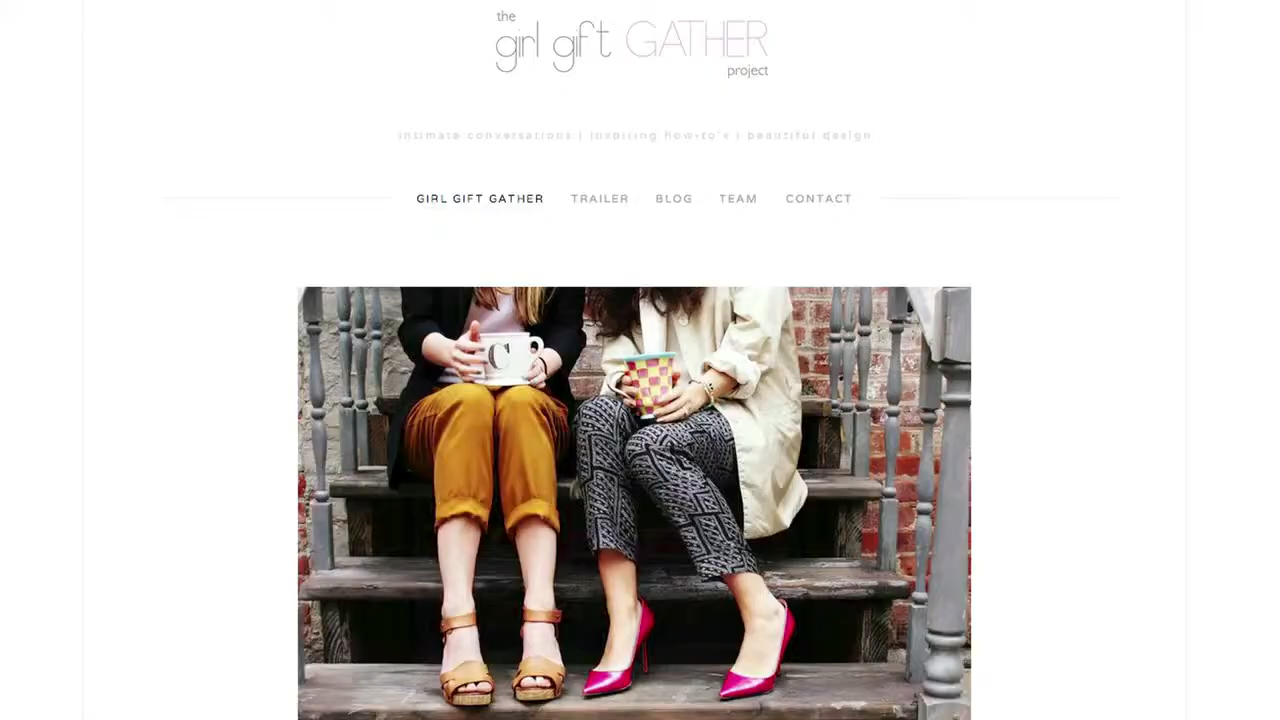 the
girl gift GATHER
project
intimate conversations | inspiring how-to's | beautiful design
GIRL GIFT GATHER TRAILER BLOG TEAM CONTACT
C